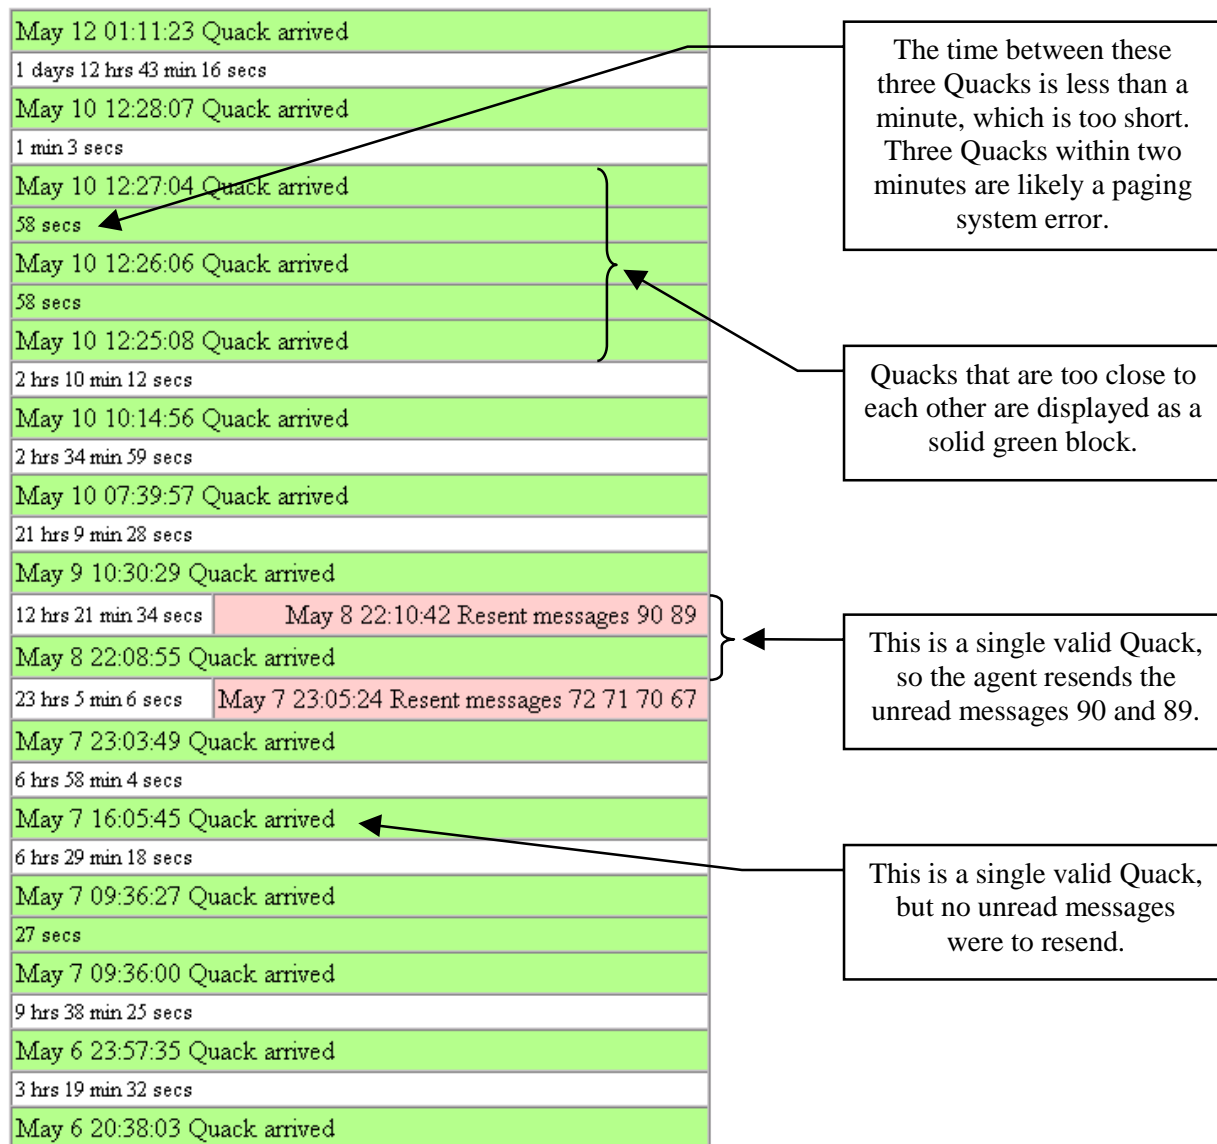 May 12 01:11:23 Quack arrived
1 days 12 hrs 43 min 16 secs
May 10 12:28:07 Quack arrived
1 min 3 secs
May 10 12:27:04 Quack arrived
58 secs
May 10 12:26:06 Quack arrived
58 secs
May 10 12:25:08 Quack arrived
2 hrs 10 min 12 secs
May 10 10:14:56 Quack arrived
2 hrs 34 min 59 secs
May 10 07:39:57 Quack arrived
21 hrs 9 min 28 secs
May 9 10:30:29 Quack arrived
12 hrs 21 min 34 secs May 8 22:10:42 Resent messages 90 89
May 8 22:08:55 Quack arrived
23 hrs 5 min 6 secs May 7 23:05:24 Resent messages 72 71 70 67
May 7 23:03:49 Quack arrived
6 hrs 58 min 4 secs
May 7 16:05:45 Quack arrived
6 hrs 29 min 18 secs
May 7 09:36:27 Quack arrived
27 secs
May 7 09:36:00 Quack arrived
9 hrs 38 min 25 secs
May 6 23:57:35 Quack arrived
3 hrs 19 min 32 secs
May 6 20:38:03 Quack arrived
The time between these
three Quacks is less than a
minute, which is too short.
Three Quacks within two
minutes are likely a paging
system error.
Quacks that are too close to
each other are displayed as a
solid green block.
This is a single valid Quack,
so the agent resends the
unread messages 90 and 89.
This is a single valid Quack,
but no unread messages
were to resend.